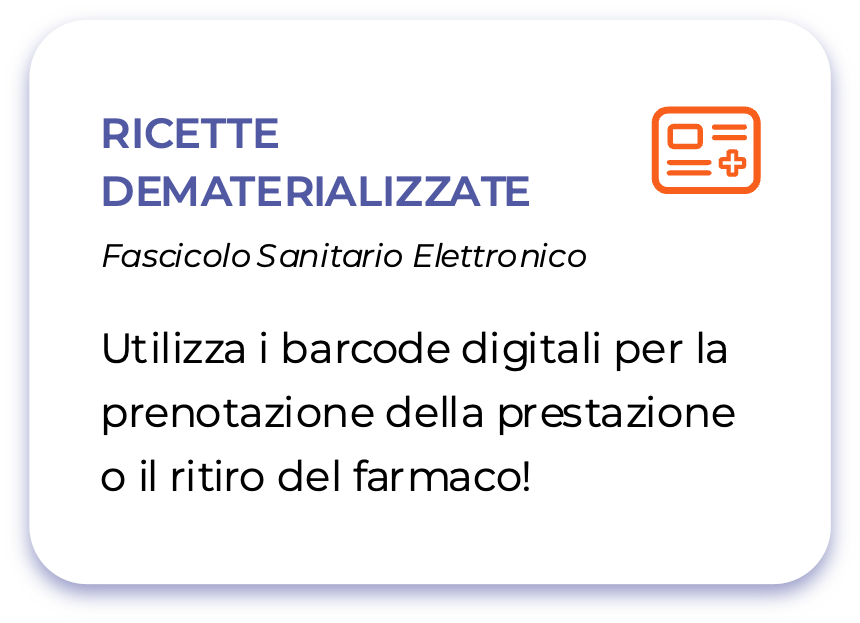 RICETTE
DEMATERIALIZZATE
Fascicolo Sanitario Elettronico
Utilizza i barcode digitali per la
prenotazione della prestazione
o il ritiro del farmaco!